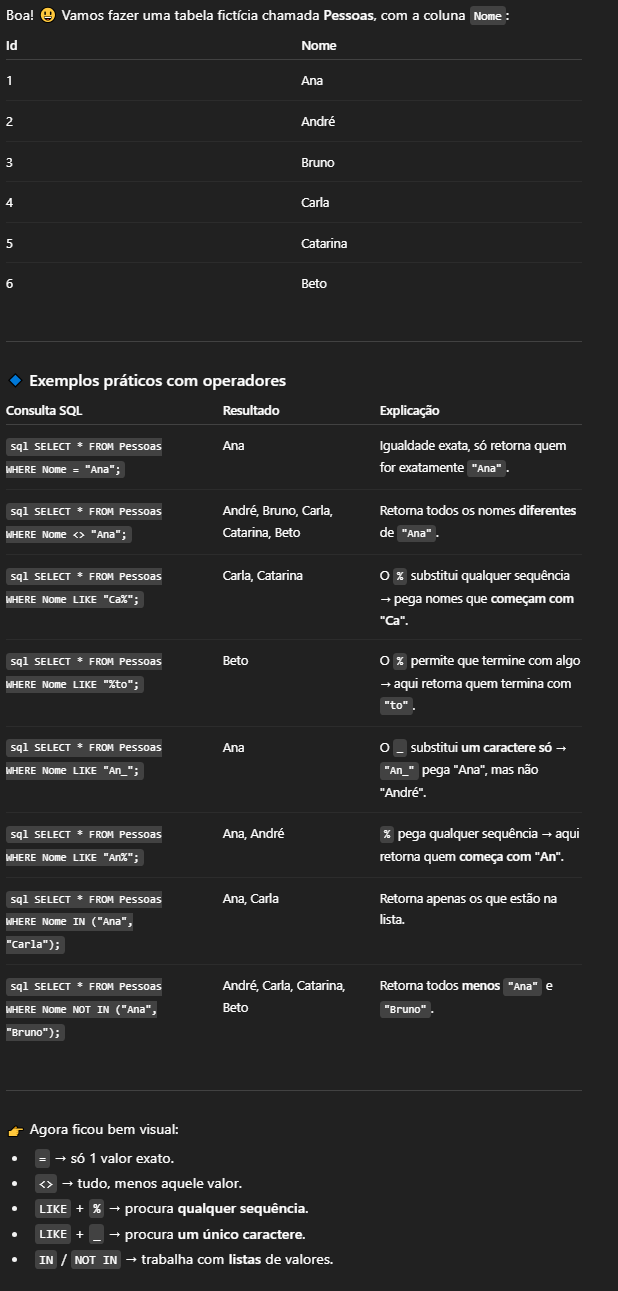 Boa! 😃 Vamos fazer uma tabela fictícia chamada Pessoas, com a coluna Nome:
Id Nome
1 Ana
2 André
3 Bruno
4 Carla
5 Catarina
6 Beto
🔹 Exemplos práticos com operadores
Consulta SQL Resultado Explicação
sql SELECT * FROM Pessoas
WHERE Nome = "Ana";
Ana
Igualdade exata, só retorna quem
for exatamente "Ana".
sql SELECT * FROM Pessoas
WHERE Nome <> "Ana";
André, Bruno, Carla,
Catarina, Beto
Retorna todos os nomes diferentes
de "Ana".
sql SELECT * FROM Pessoas
WHERE Nome LIKE "Ca%";
Carla, Catarina
O % substitui qualquer sequência
→ pega nomes que começam com
"Ca".
sql SELECT * FROM Pessoas
WHERE Nome LIKE "%to";
Beto
O % permite que termine com algo
→ aqui retorna quem termina com
"to".
sql SELECT * FROM Pessoas
WHERE Nome LIKE "An_";
Ana
O _ substitui um caractere só →
"An_" pega "Ana", mas não
"André".
sql SELECT * FROM Pessoas
WHERE Nome LIKE "An%";
Ana, André
% pega qualquer sequência → aqui
retorna quem começa com "An".
sql SELECT * FROM Pessoas
WHERE Nome IN ("Ana",
"Carla");
Ana, Carla
Retorna apenas os que estão na
lista.
sql SELECT * FROM Pessoas
WHERE Nome NOT IN ("Ana",
"Bruno");
André, Carla, Catarina,
Beto
Retorna todos menos "Ana" e
"Bruno".
👉 Agora ficou bem visual:
• = → só 1 valor exato.
• <> → tudo, menos aquele valor.
• LIKE + % → procura qualquer sequência.
• LIKE + _ → procura um único caractere.
• IN / NOT IN → trabalha com listas de valores.